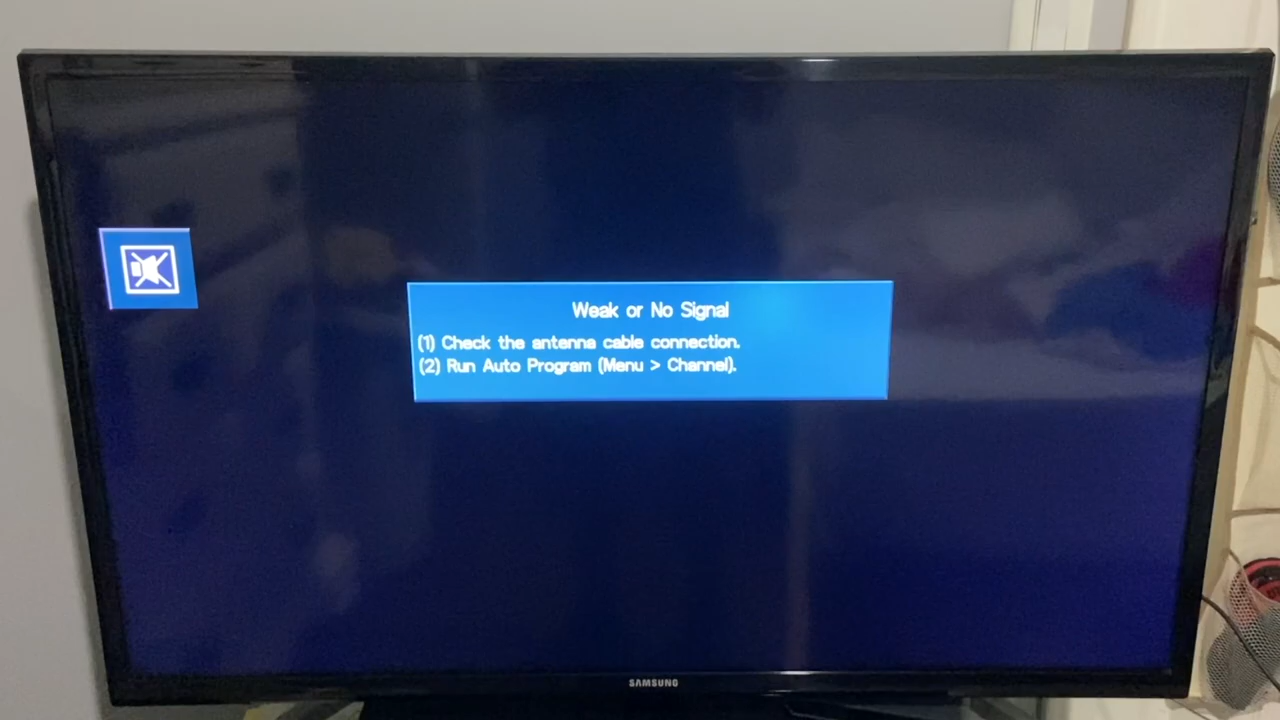 Weak or No Signal
(1) Check the antenna cable connection.
(2) Run Auto Program (Menu > Channel).
SAMSUNG